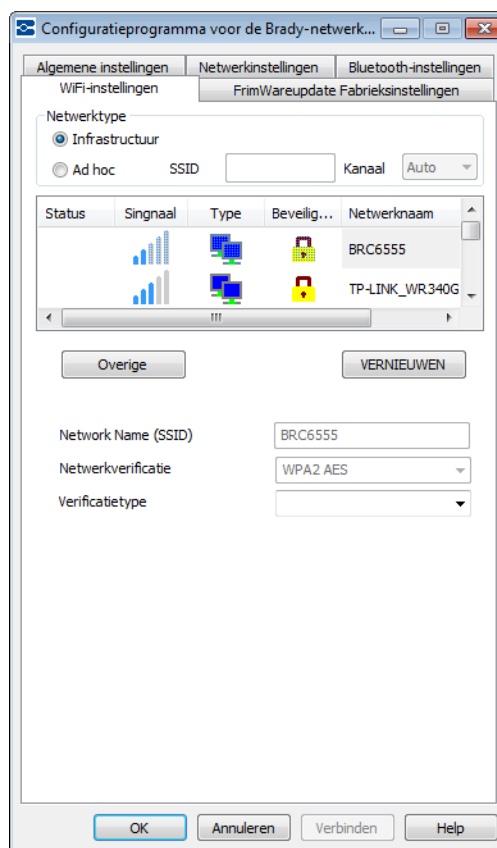 Configuratieprogramma voor de Brady-netwerk...
Algemene instellingen Netwerkinstellingen Bluetooth-instellingen
WiFi-instellingen FrimWareupdate Fabrieksinstellingen
Netwerktype
Infrastructuur
Ad hoc SSID Kanaal Auto
Status Singnaal Type Beveilig... Netwerknaam
BRC6555
TP-LINK_WR340G
Overige VERNIEUWEN
Network Name (SSID) BRC6555
Netwerkverificatie WPA2 AES
Verificatietype
OK Annuleren Verbinden Help